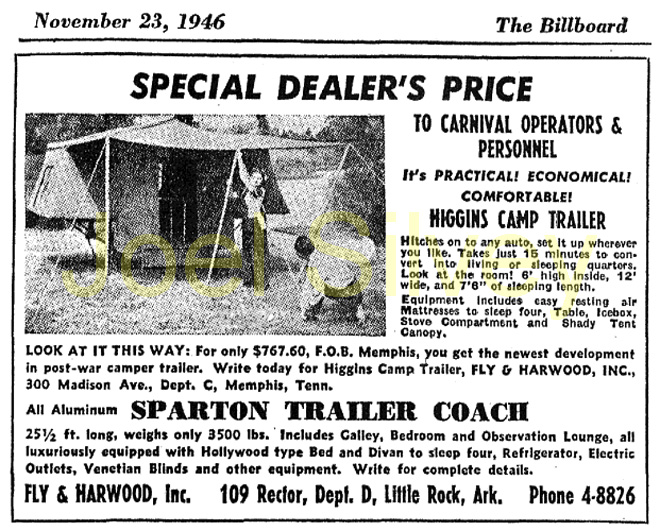 November 23, 1946 The Billboard
SPECIAL DEALER'S PRICE
TO CARNIVAL OPERATORS &
PERSONNEL
It's PRACTICAL! ECONOMICAL!
COMFORTABLE!
HIGGINS CAMP TRAILER
Hitches on to any auto, set it up wherever
you like. Takes just 15 minutes to con-
vert into living or sleeping quarters.
Look at the room! 6' high inside, 12'
wide, and 7'6" of sleeping length.
Equipment includes easy resting air
Mattresses to sleep four, Table, Icebox,
Stove Compartment and Shady Tent
Canopy.
LOOK AT IT THIS WAY: For only $767.60, F.O.B. Memphis, you get the newest development
in post-war camper trailer. Write today for Higgins Camp Trailer, FLY & HARWOOD, INC.,
300 Madison Ave., Dept. C, Memphis, Tenn.
All Aluminum SPARTON TRAILER COACH
25½ ft. long, weighs only 3500 lbs. Includes Galley, Bedroom and Observation Lounge, all
luxuriously equipped with Hollywood type Bed and Divan to sleep four, Refrigerator, Electric
Outlets, Venetian Blinds and other equipment. Write for complete details.
FLY & HARWOOD, Inc. 109 Rector, Dept. D, Little Rock, Ark. Phone 4-8826